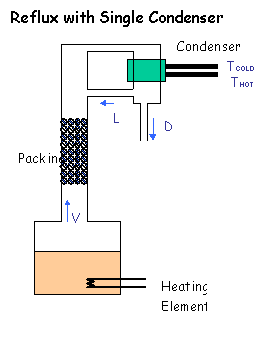 Reflux with Single Condenser
Condenser
TCOLD
THOT
L
D
Packing
V
Heating
Element